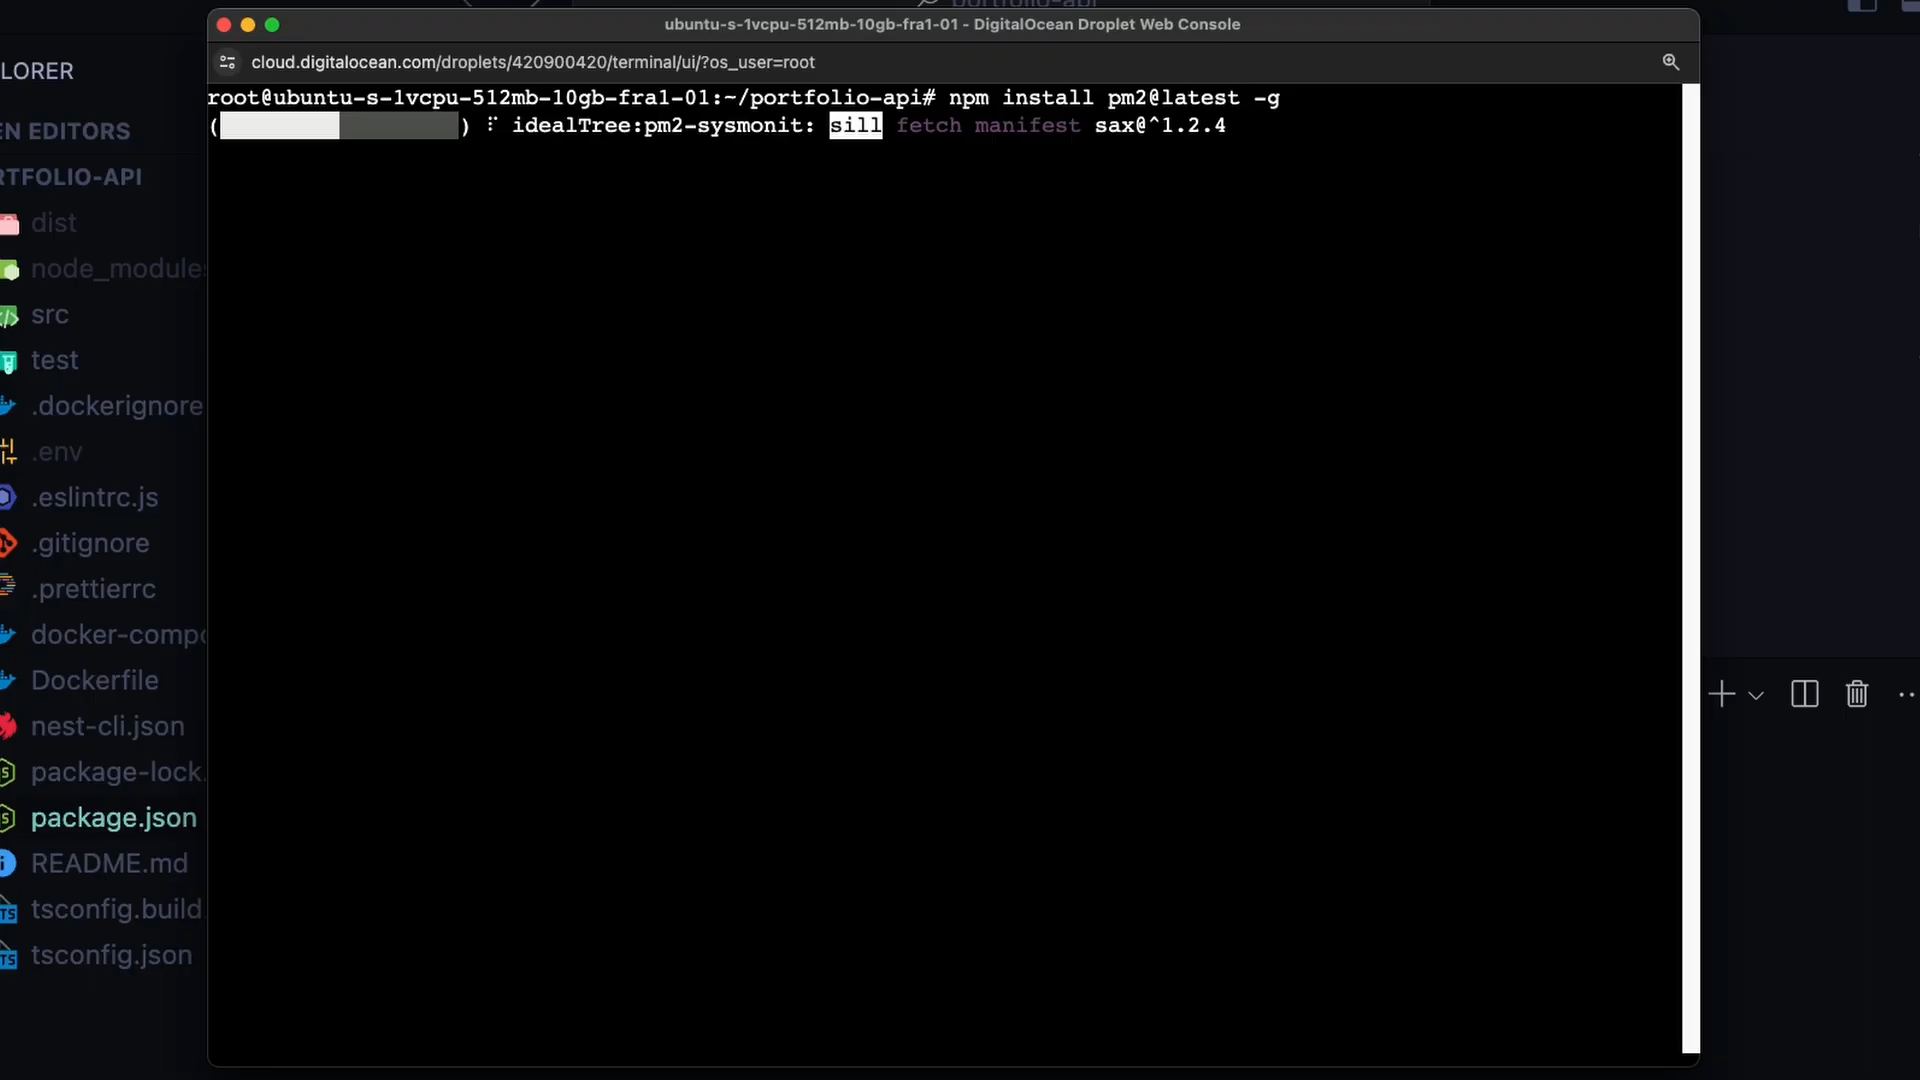 portfolio-api
ubuntu-s-1vcpu-512mb-10gb-fra1-01 - DigitalOcean Droplet Web Console
cloud.digitalocean.com/droplets/420900420/terminal/ui/?os_user=root
root@ubuntu-s-1vcpu-512mb-10gb-fra1-01:~/portfolio-api# npm install pm2@latest -g
( ) ⠏ idealTree:pm2-sysmonit: sill fetch manifest sax@^1.2.4
LORER
EN EDITORS
RTFOLIO-API
dist
node_modules
src
test
.dockerignore
.env
.eslintrc.js
.gitignore
.prettierrc
docker-compo
Dockerfile
nest-cli.json
package-lock.
package.json
README.md
tsconfig.build.
tsconfig.json